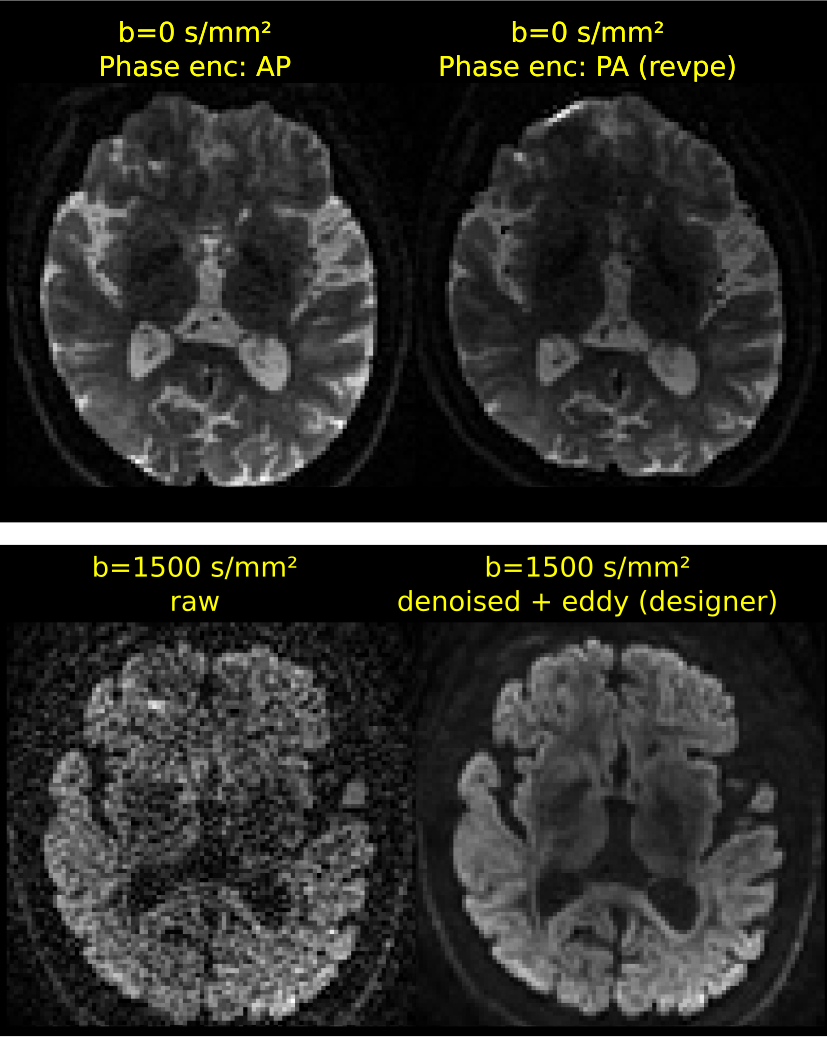 b=0 s/mm²
Phase enc: AP
b=0 s/mm²
Phase enc: PA (revpe)
b=1500 s/mm²
raw
b=1500 s/mm²
denoised + eddy (designer)